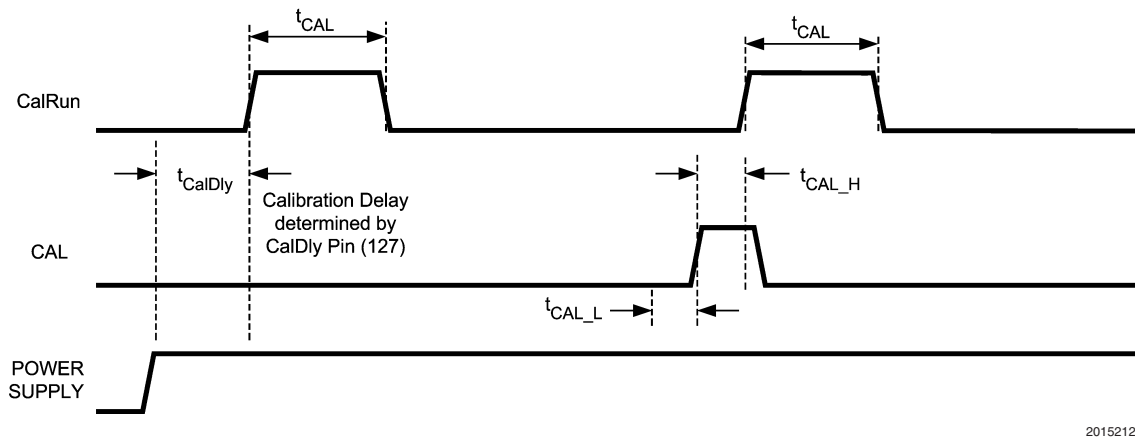 tCAL
tCAL
CalRun
tCalDly
tCAL_H
Calibration Delay
determined by
CalDly Pin (127)
CAL
tCAL_L
POWER
SUPPLY
2015212